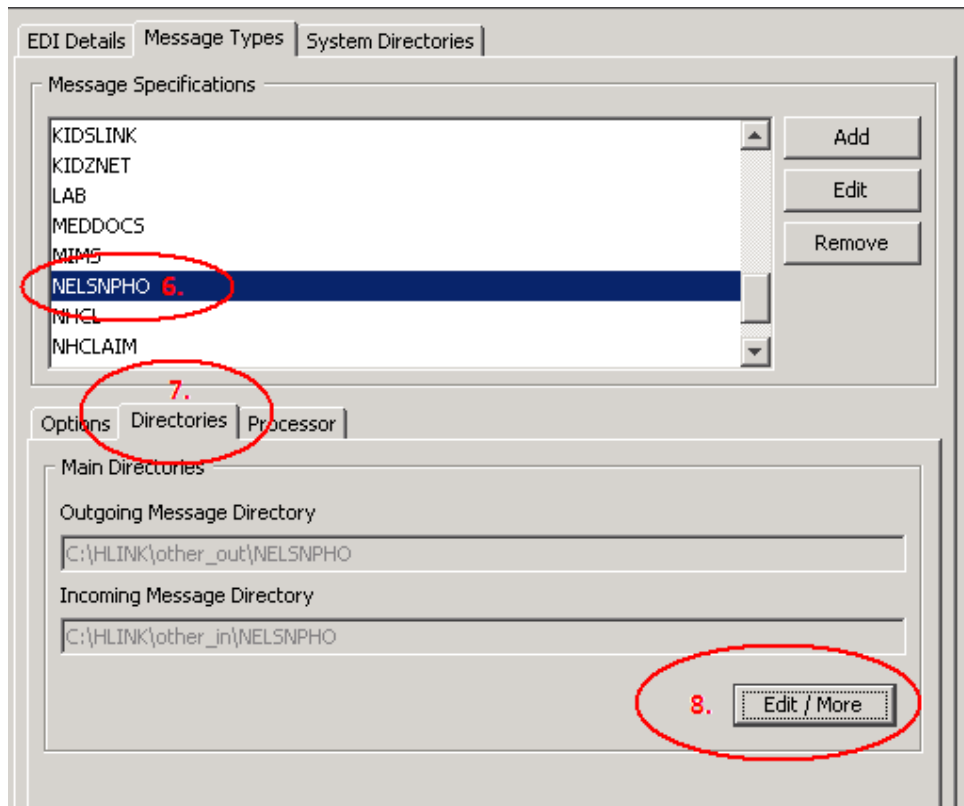 EDI Details Message Types System Directories
Message Specifications
KIDSLINK
KIDZNET
LAB
MEDDOCS
MIMS
NELSNPHO 6.
NHCL
NHCLAIM
Add
Edit
Remove
7.
Options Directories Processor
Main Directories
Outgoing Message Directory
C:\HLINK\other_out\NELSNPHO
Incoming Message Directory
C:\HLINK\other_in\NELSNPHO
8. Edit / More